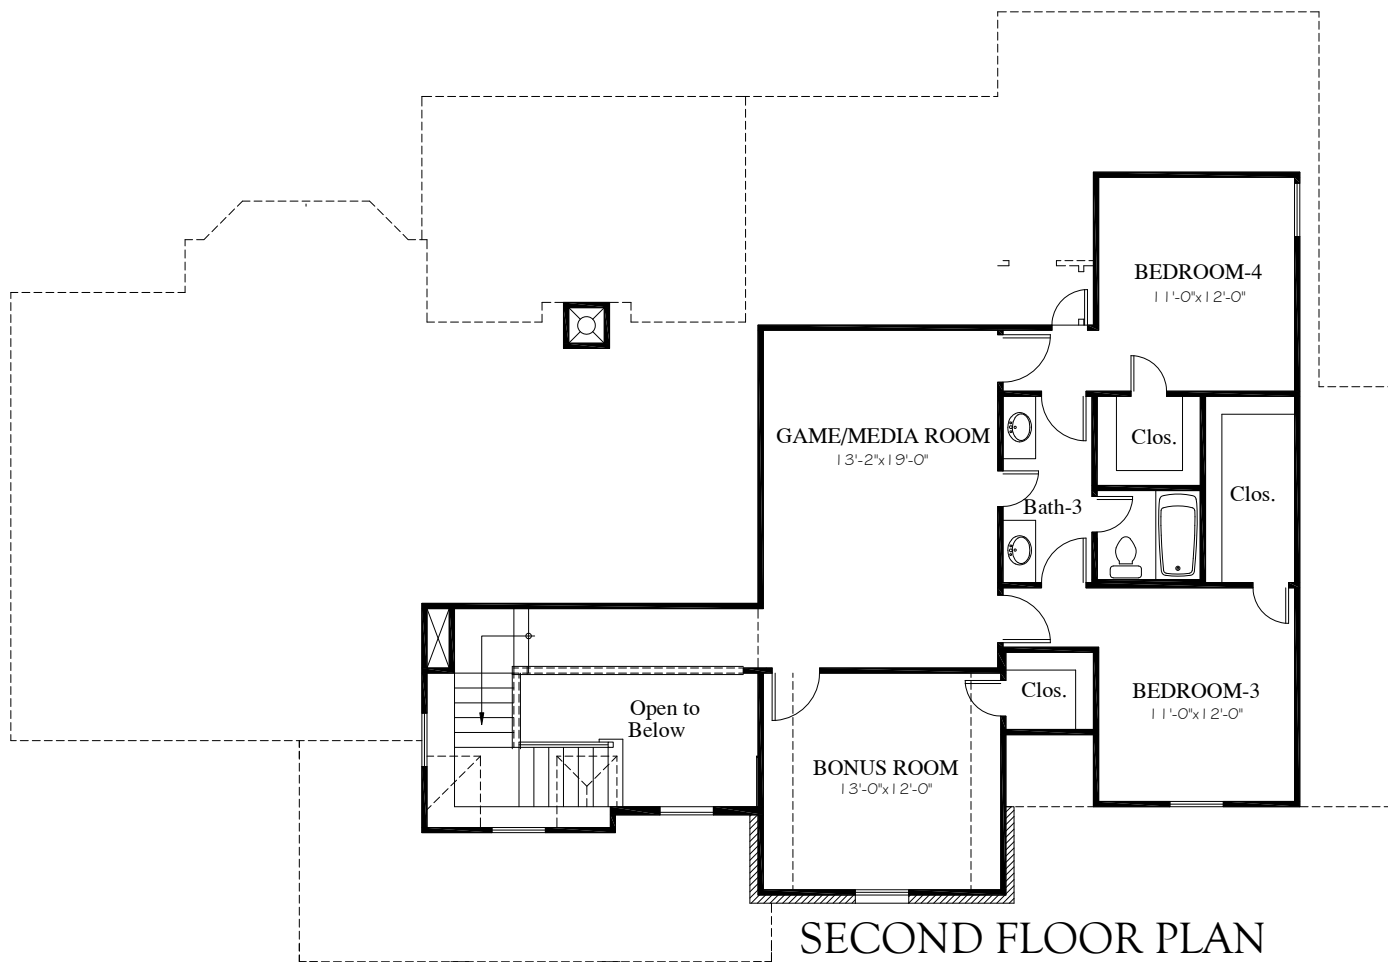 BEDROOM-4
11'-0"x12'-0"
GAME/MEDIA ROOM
13'-2"x19'-0"
Clos.
Clos.
Bath-3
Clos.
BEDROOM-3
11'-0"x12'-0"
Open to
Below
BONUS ROOM
13'-0"x12'-0"
SECOND FLOOR PLAN